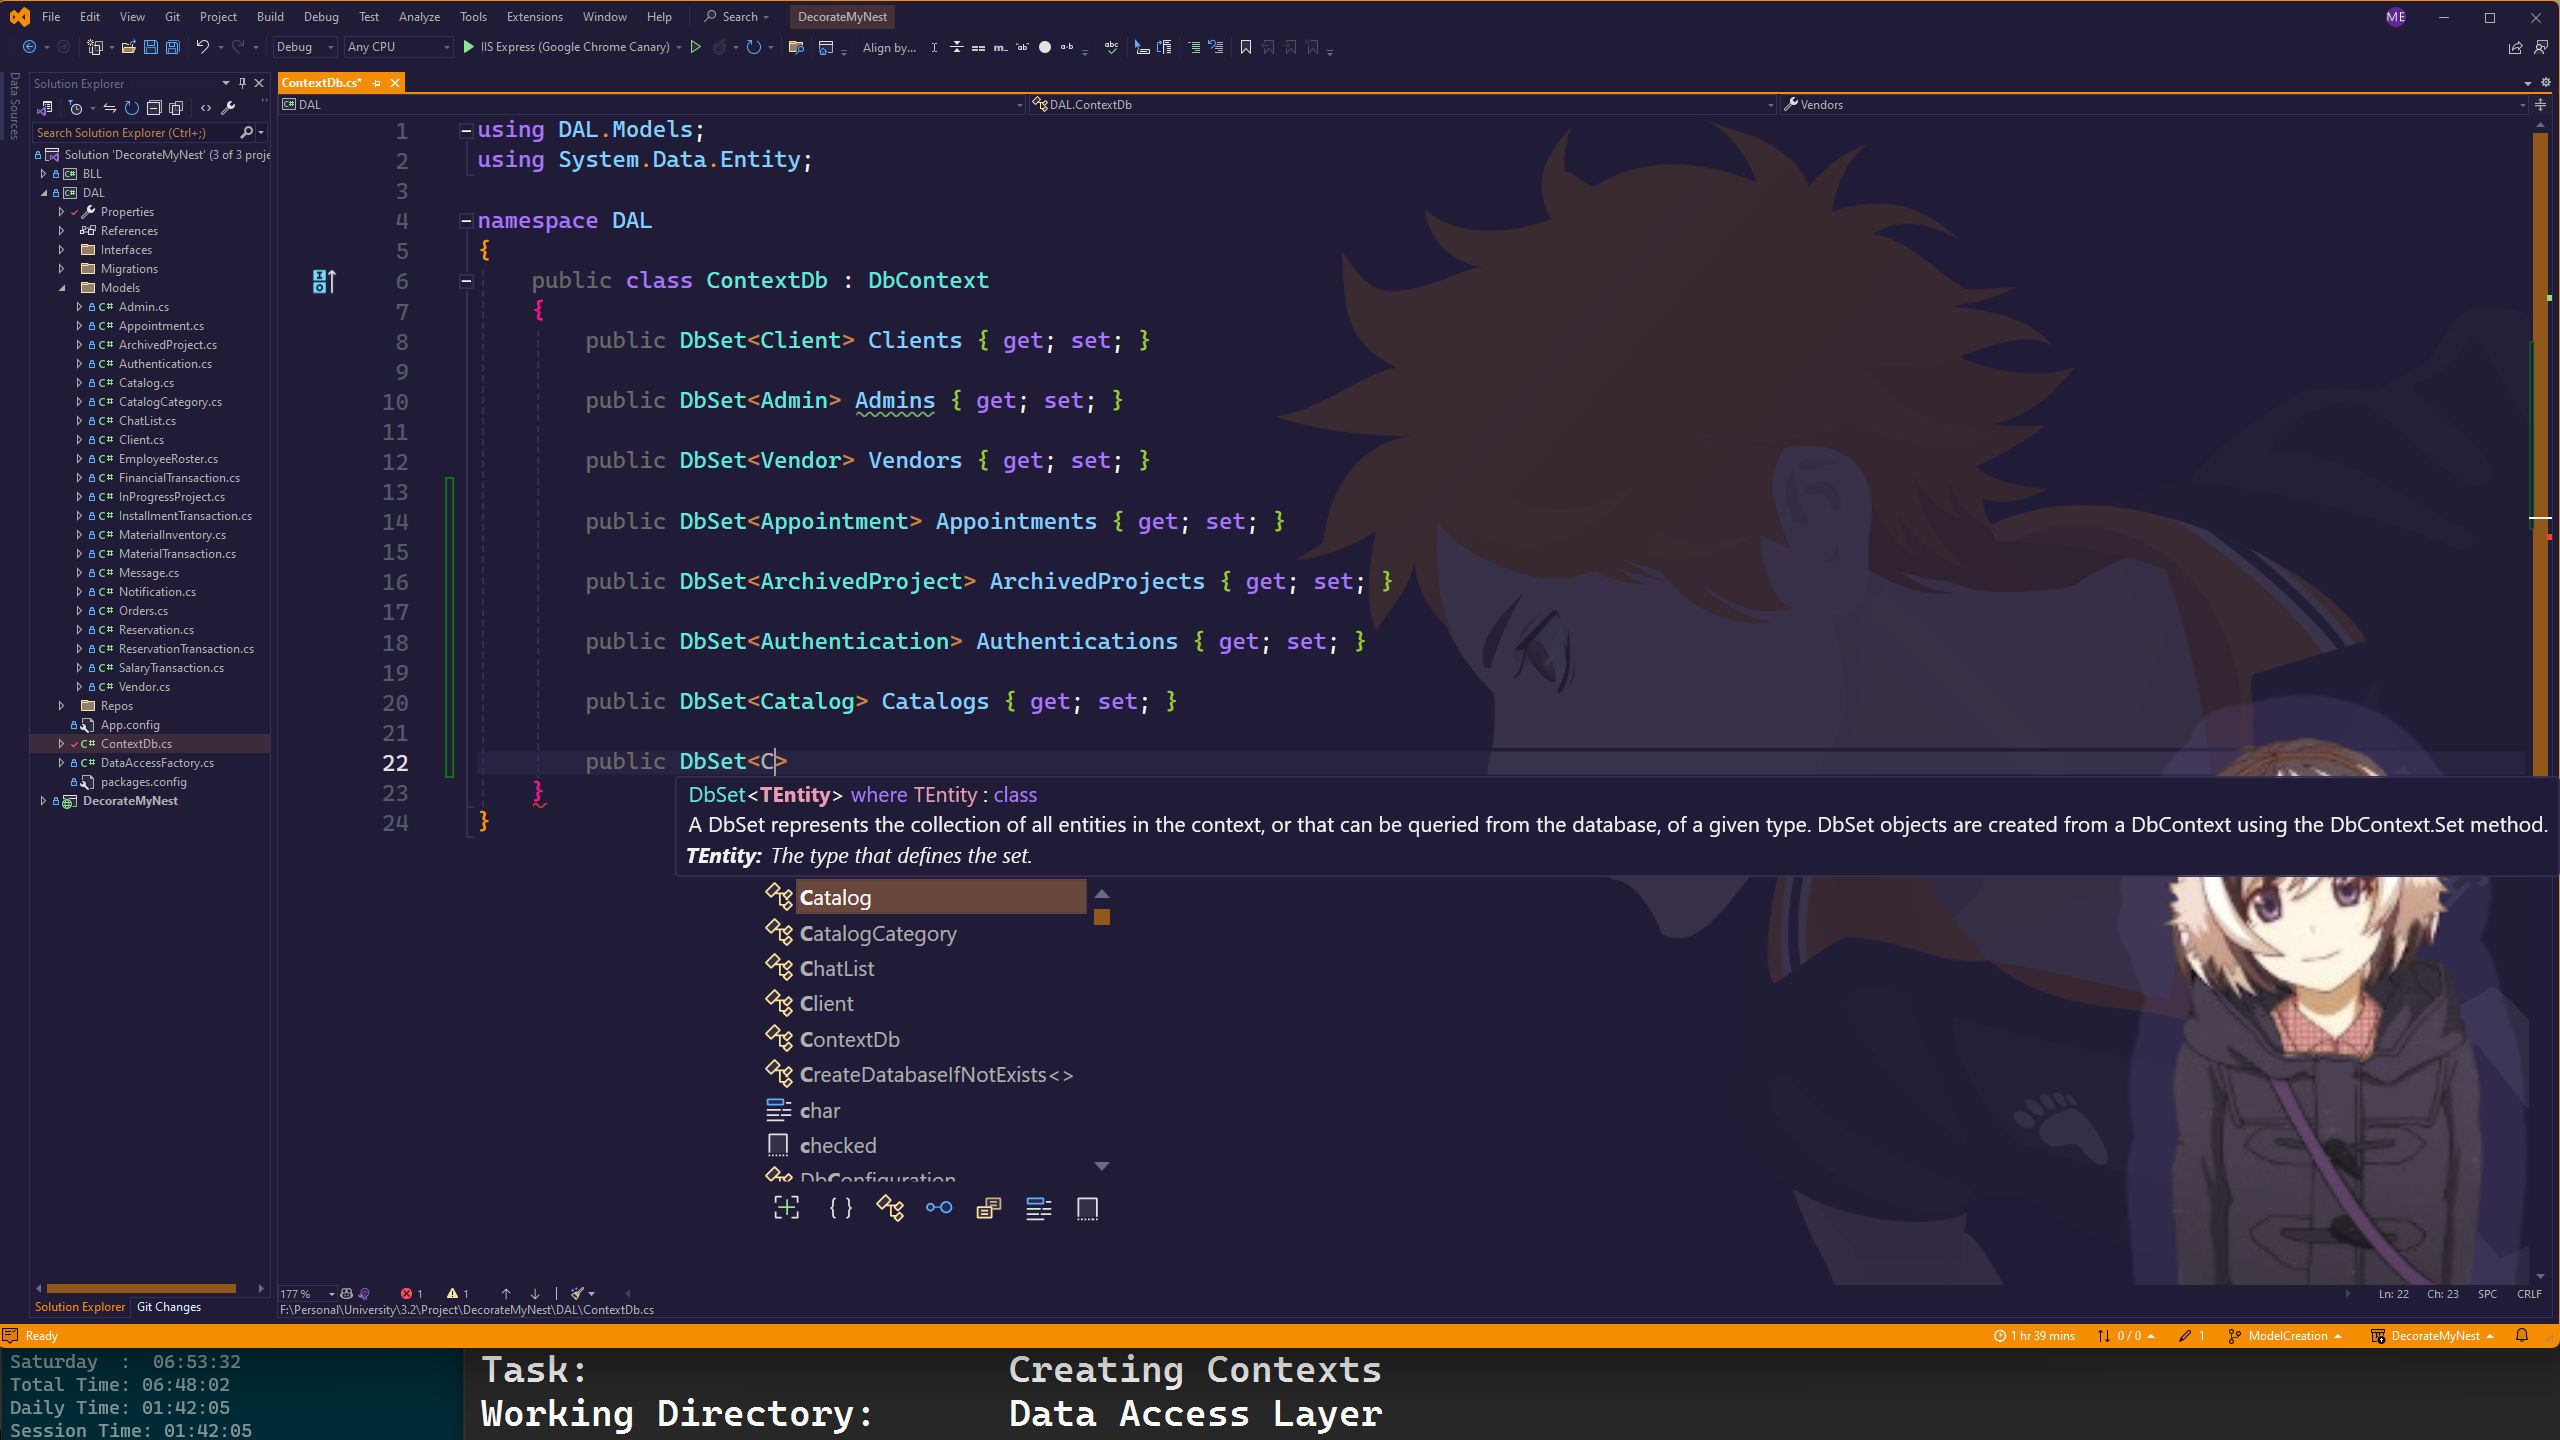 File Edit View Git Project Build Debug Test Analyze Tools Extensions Window Help Search DecorateMyNest ME
Debug Any CPU IIS Express (Google Chrome Canary) Align by...
Data Sources
Solution Explorer
Search Solution Explorer (Ctrl+;)
Solution 'DecorateMyNest' (3 of 3 proje
BLL
DAL
Properties
References
Interfaces
Migrations
Models
C# Admin.cs
C# Appointment.cs
C# ArchivedProject.cs
C# Authentication.cs
C# Catalog.cs
C# CatalogCategory.cs
C# ChatList.cs
C# Client.cs
C# EmployeeRoster.cs
C# FinancialTransaction.cs
C# InProgressProject.cs
C# InstallmentTransaction.cs
C# MaterialInventory.cs
C# MaterialTransaction.cs
C# Message.cs
C# Notification.cs
C# Orders.cs
C# Reservation.cs
C# ReservationTransaction.cs
C# SalaryTransaction.cs
C# Vendor.cs
Repos
App.config
C# ContextDb.cs
C# DataAccessFactory.cs
packages.config
DecorateMyNest
Solution Explorer Git Changes
ContextDb.cs*
DAL DAL.ContextDb Vendors
1 using DAL.Models;
2 using System.Data.Entity;
3
4 namespace DAL
5 {
6 public class ContextDb : DbContext
7 {
8 public DbSet<Client> Clients { get; set; }
9
10 public DbSet<Admin> Admins { get; set; }
11
12 public DbSet<Vendor> Vendors { get; set; }
13
14 public DbSet<Appointment> Appointments { get; set; }
15
16 public DbSet<ArchivedProject> ArchivedProjects { get; set; }
17
18 public DbSet<Authentication> Authentications { get; set; }
19
20 public DbSet<Catalog> Catalogs { get; set; }
21
22 public DbSet<C>
23 }
24 }
DbSet<TEntity> where TEntity : class
A DbSet represents the collection of all entities in the context, or that can be queried from the database, of a given type. DbSet objects are created from a DbContext using the DbContext.Set method.
TEntity: The type that defines the set.
Catalog
CatalogCategory
ChatList
Client
ContextDb
CreateDatabaseIfNotExists<>
char
checked
DbConfiguration
177 % 1 1 Ln: 22 Ch: 23 SPC CRLF
F:\Personal\University\3.2\Project\DecorateMyNest\DAL\ContextDb.cs
Ready 1 hr 39 mins 0 / 0 1 ModelCreation DecorateMyNest
Saturday : 06:53:32
Total Time: 06:48:02
Daily Time: 01:42:05
Session Time: 01:42:05
Task: Creating Contexts
Working Directory: Data Access Layer